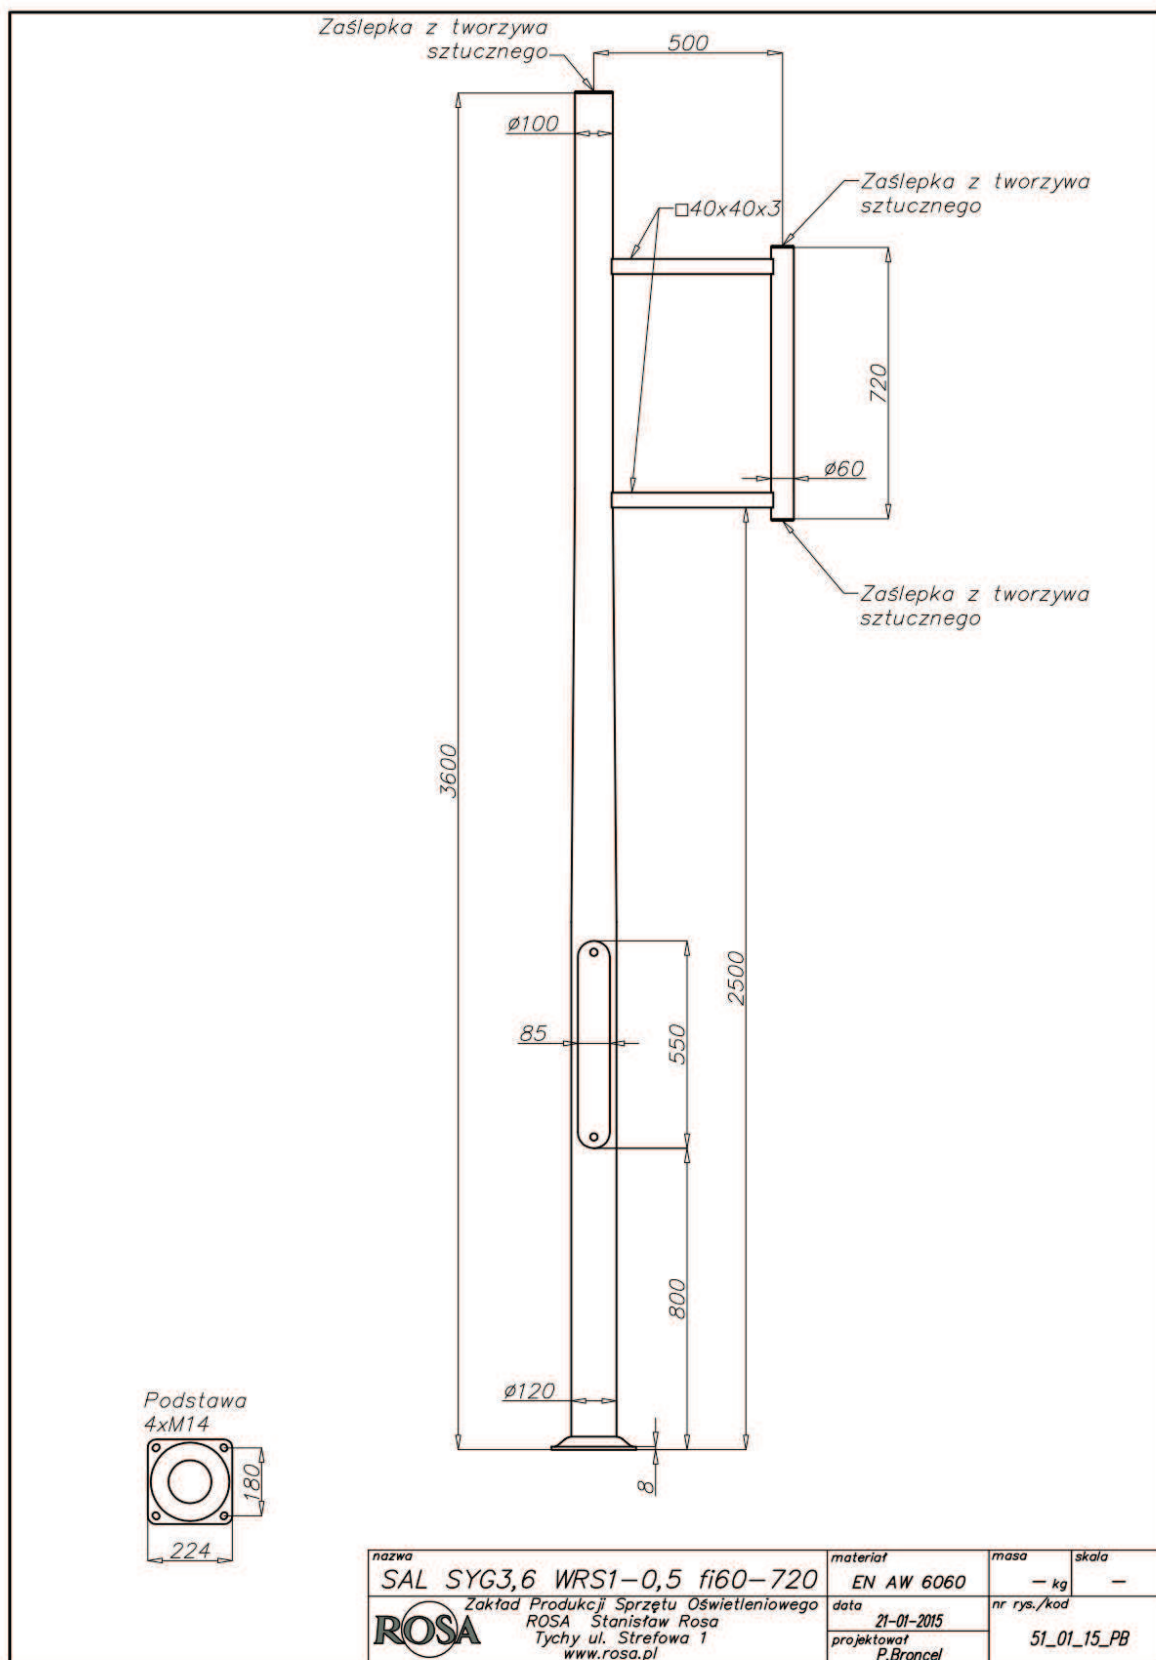 Zaślepka z tworzywa
sztucznego
500
ø100
Zaślepka z tworzywa
sztucznego
□40x40x3
720
ø60
Zaślepka z tworzywa
sztucznego
3600
2500
85
550
800
ø120
8
Podstawa
4xM14
180
224
nazwa
SAL SYG3,6 WRS1-0,5 fi60-720
materiał
EN AW 6060
masa
- kg
skala
-
ROSA
Zakład Produkcji Sprzętu Oświetleniowego
ROSA Stanisław Rosa
Tychy ul. Strefowa 1
www.rosa.pl
data
21-01-2015
projektował
P.Broncel
nr rys./kod
51_01_15_PB